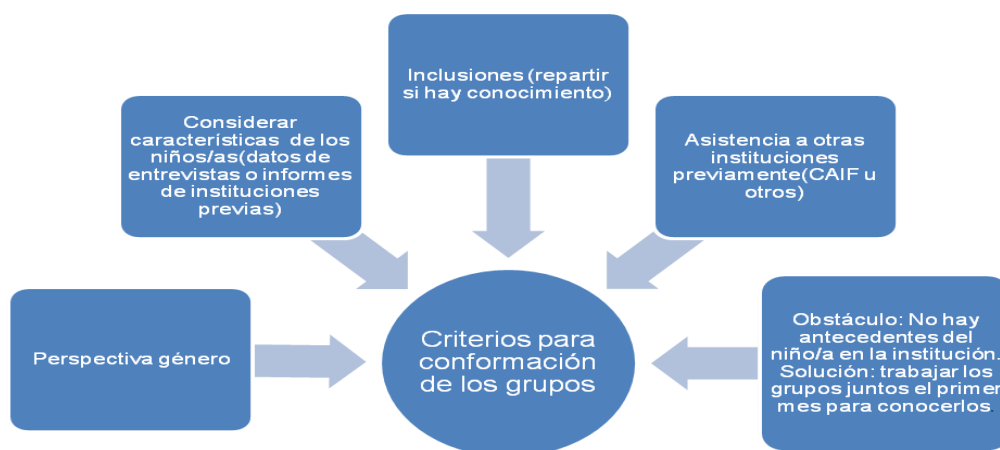 Inclusiones (repartir
si hay conocimiento)
Considerar
características de los
niños/as(datos de
entrevistas o informes
de instituciones
previas)
Asistencia a otras
instituciones
previamente(CAIF u
otros)
Perspectiva género
Criterios para
conformación
de los grupos
Obstáculo: No hay
antecedentes del
niño/a en la institución.
Solución: trabajar los
grupos juntos el primer
mes para conocerlos.